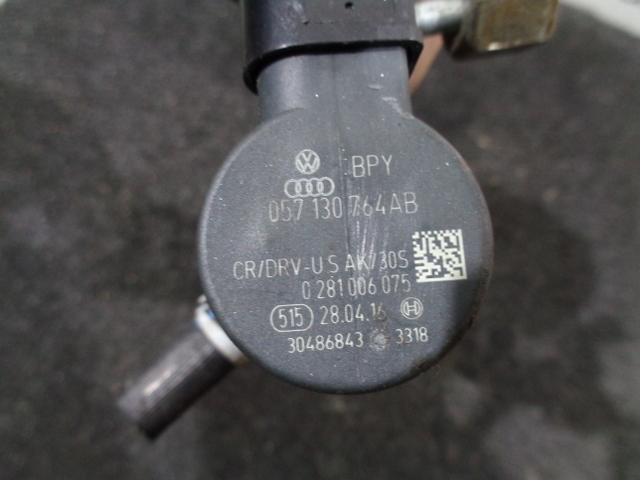 :BPY
057 130 764AB
CR/DRV-U S AK/30S
0 281 006 075
515 28.04.16
30486843 3318